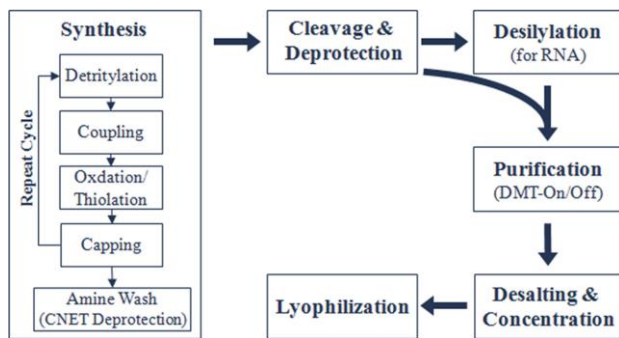 Synthesis
Detritylation
Coupling
Oxdation/
Thiolation
Capping
Amine Wash
(CNET Deprotection)
Repeat Cycle
Cleavage &
Deprotection
Desilylation
(for RNA)
Purification
(DMT-On/Off)
Desalting &
Concentration
Lyophilization